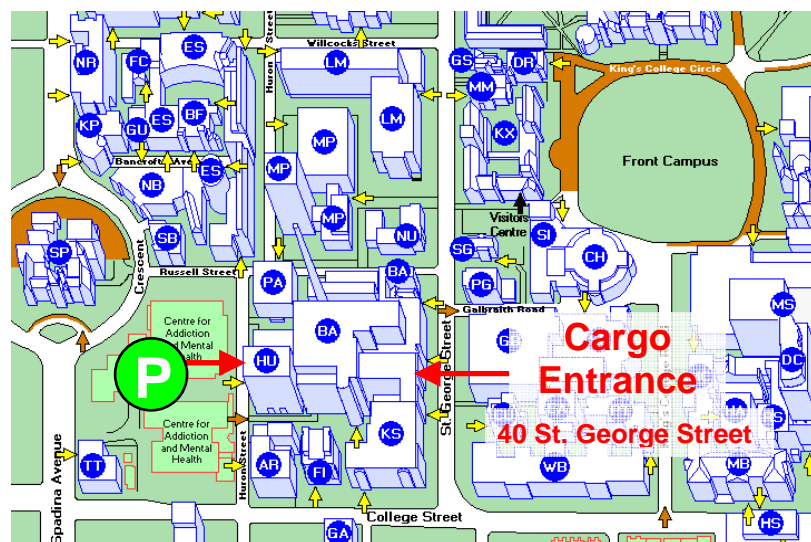 Willcocks Street
Huron Street
NR
FC
ES
LM
GS
DR
King's College Circle
MM
KP
GU
ES
BF
LM
KX
MP
Front Campus
Bancroft Ave
MP
ES
NB
MP
Visitors
Centre
SP
Crescent
SB
NU
SG
SI
CH
Russell Street
PA
BA
PG
Galbraith Road
MS
Centre for
Addiction
and Mental
Health
BA
Cargo
Entrance
P
HU
DC
St. George Street
40 St. George Street
Centre for
Addiction
and Mental
Health
KS
Spadina Avenue
TT
Huron Street
AR
FI
WB
MB
College Street
GA
HS